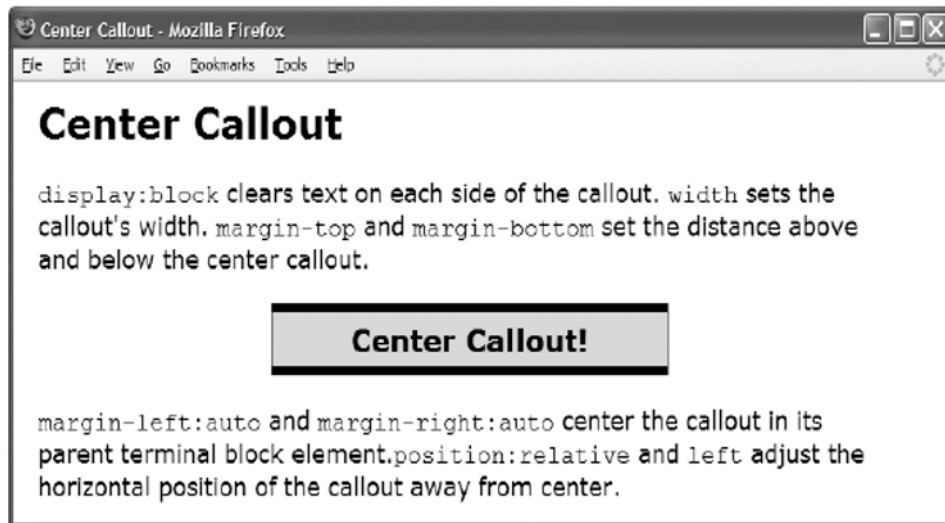 Center Callout - Mozilla Firefox
File Edit View Go Bookmarks Tools Help
Center Callout
display:block clears text on each side of the callout. width sets the
callout's width. margin-top and margin-bottom set the distance above
and below the center callout.
Center Callout!
margin-left:auto and margin-right:auto center the callout in its
parent terminal block element.position:relative and left adjust the
horizontal position of the callout away from center.